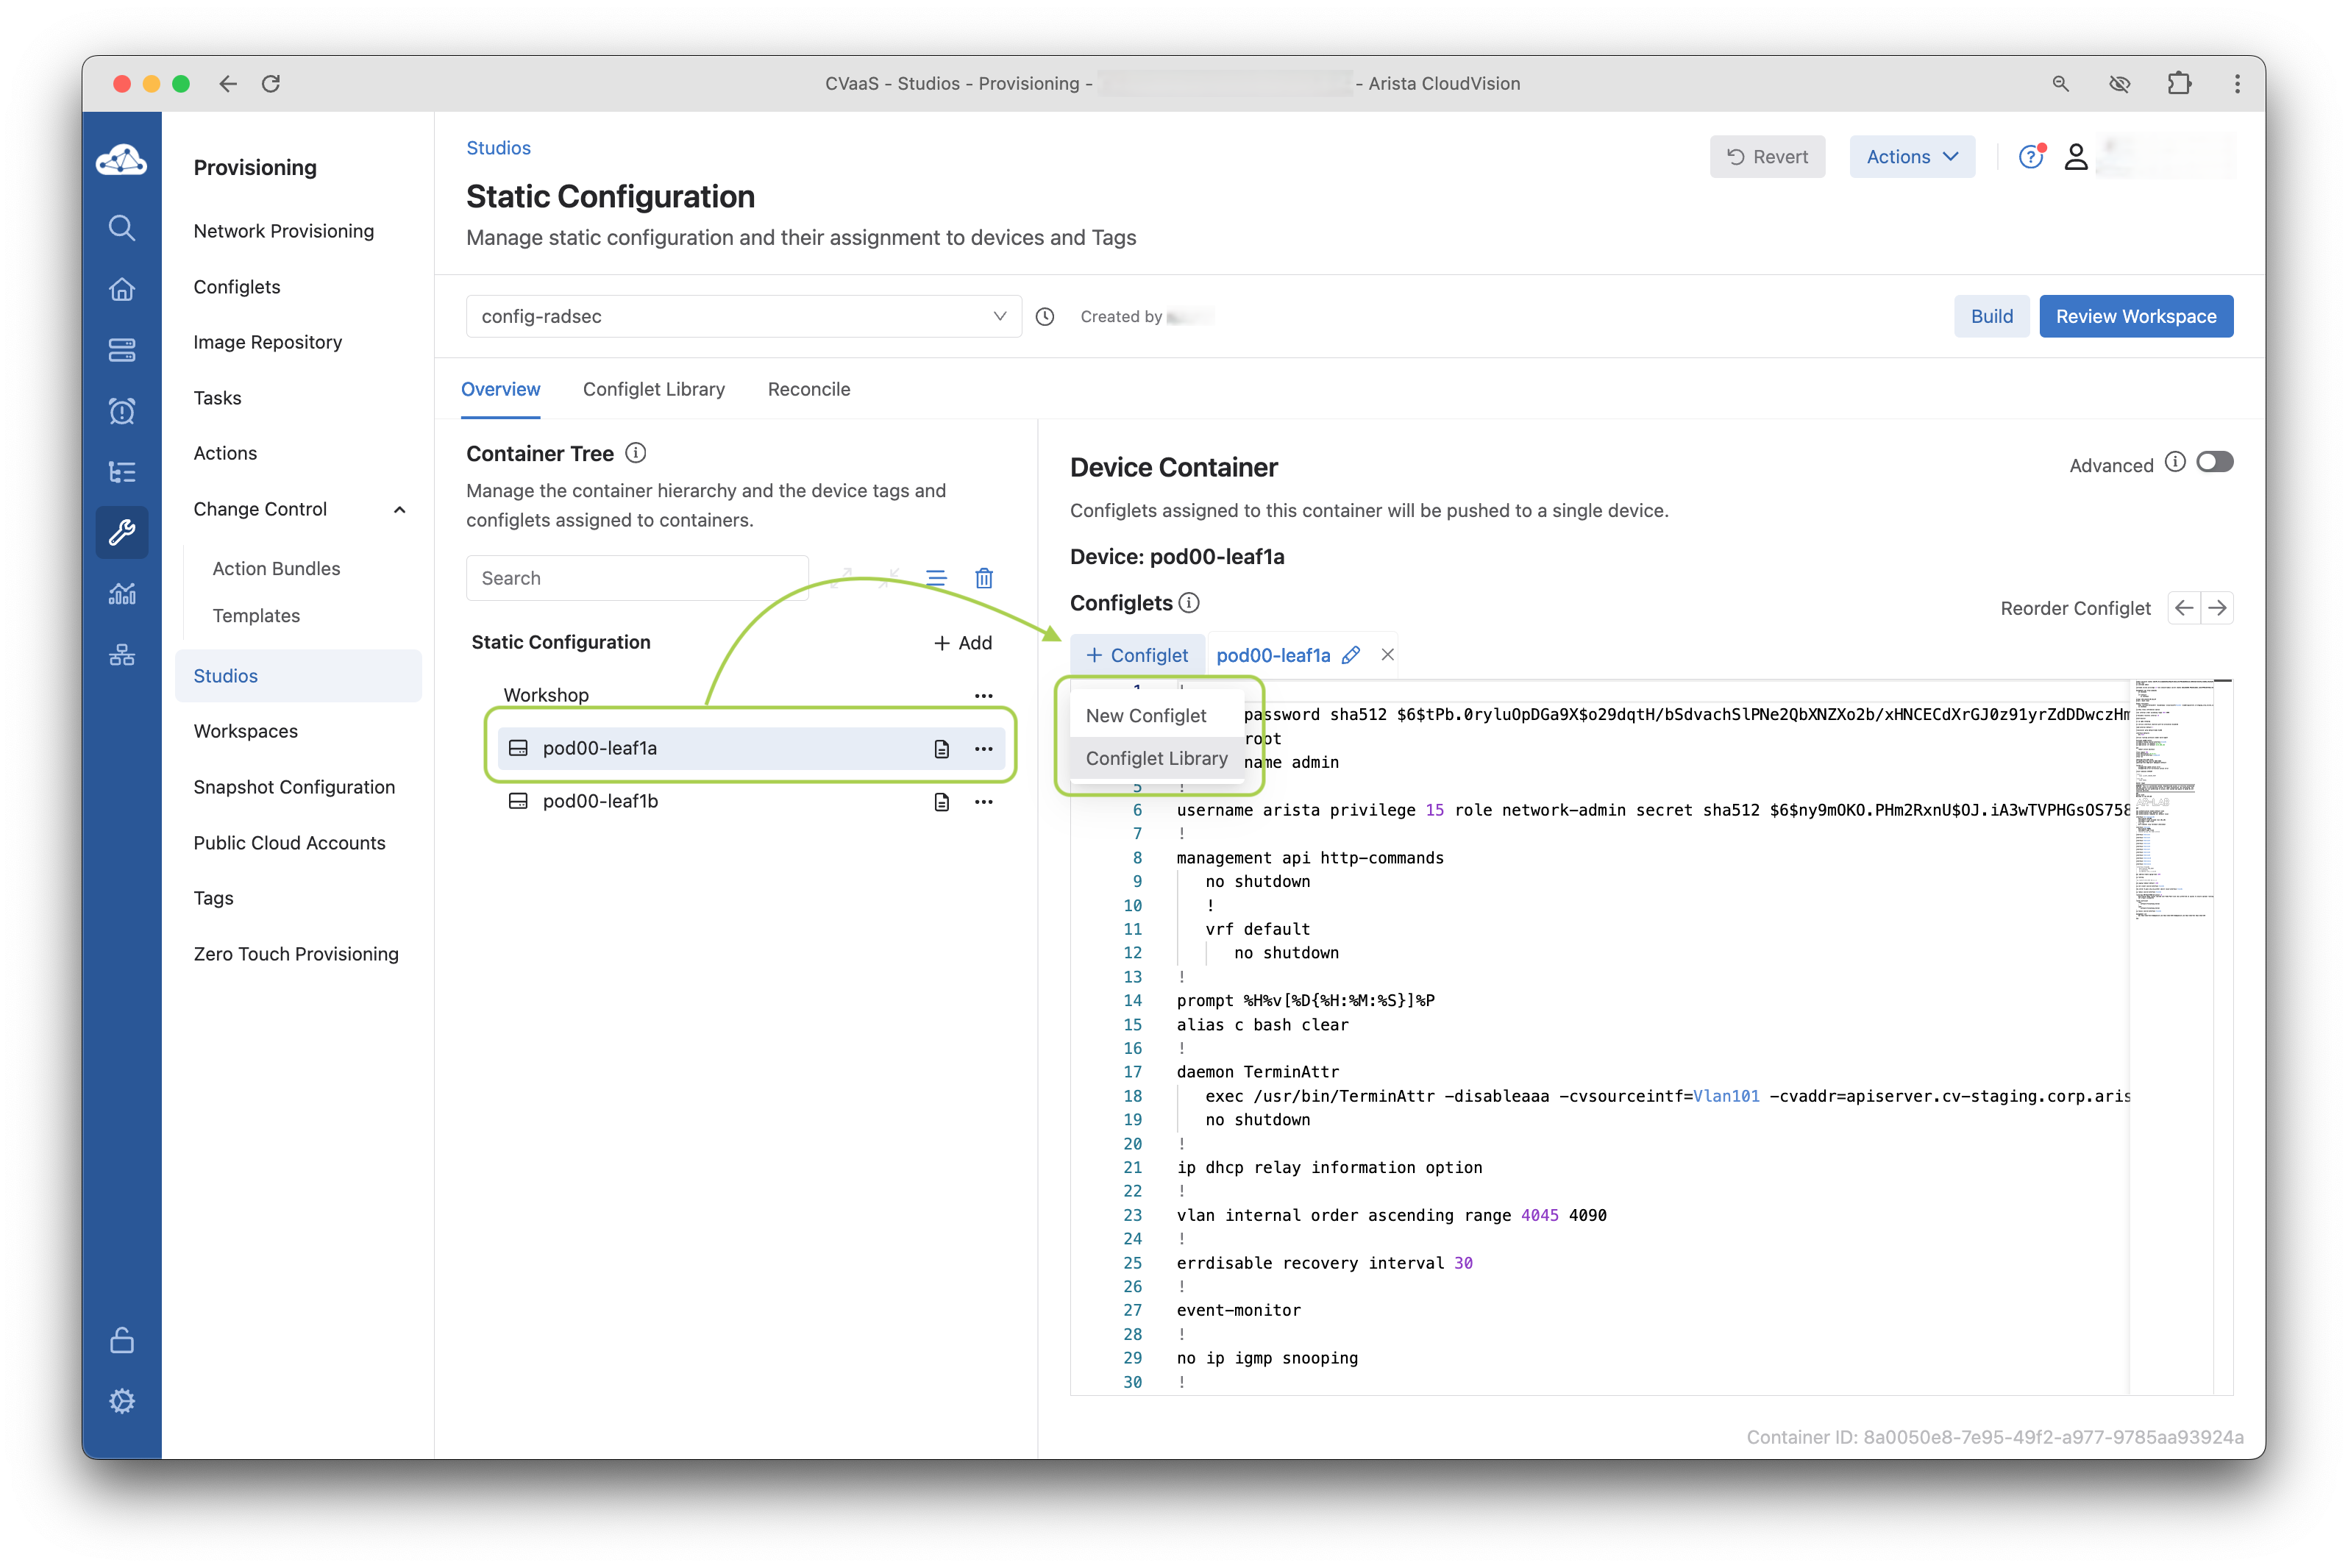 CVaaS - Studios - Provisioning - - Arista CloudVision
Provisioning
Network Provisioning
Configlets
Image Repository
Tasks
Actions
Change Control
Action Bundles
Templates
Studios
Workspaces
Snapshot Configuration
Public Cloud Accounts
Tags
Zero Touch Provisioning
Studios
Static Configuration
Manage static configuration and their assignment to devices and Tags
Revert
Actions
config-radsec
Created by
Build
Review Workspace
Overview
Configlet Library
Reconcile
Container Tree
Manage the container hierarchy and the device tags and
configlets assigned to containers.
Search
Static Configuration
+ Add
Workshop
pod00-leaf1a
pod00-leaf1b
Device Container
Advanced
Configlets assigned to this container will be pushed to a single device.
Device: pod00-leaf1a
Configlets
Reorder Configlet
+ Configlet
pod00-leaf1a
New Configlet
Configlet Library
1 !
password sha512 $6$tPb.0ryluOpDGa9X$o29dqtH/bSdvachSlPNe2QbXNZXo2b/xHNCECdXrGJ0z91yrZdDDwczHm
root
name admin
5 !
6 username arista privilege 15 role network-admin secret sha512 $6$ny9mOKO.PHm2RxnU$OJ.iA3wTVPHGsOS758
7 !
8 management api http-commands
9 no shutdown
10 !
11 vrf default
12 no shutdown
13 !
14 prompt %H%v[%D{%H:%M:%S}]%P
15 alias c bash clear
16 !
17 daemon TerminAttr
18 exec /usr/bin/TerminAttr -disableaaa -cvsourceintf=Vlan101 -cvaddr=apiserver.cv-staging.corp.aris
19 no shutdown
20 !
21 ip dhcp relay information option
22 !
23 vlan internal order ascending range 4045 4090
24 !
25 errdisable recovery interval 30
26 !
27 event-monitor
28 !
29 no ip igmp snooping
30 !
Container ID: 8a0050e8-7e95-49f2-a977-9785aa93924a